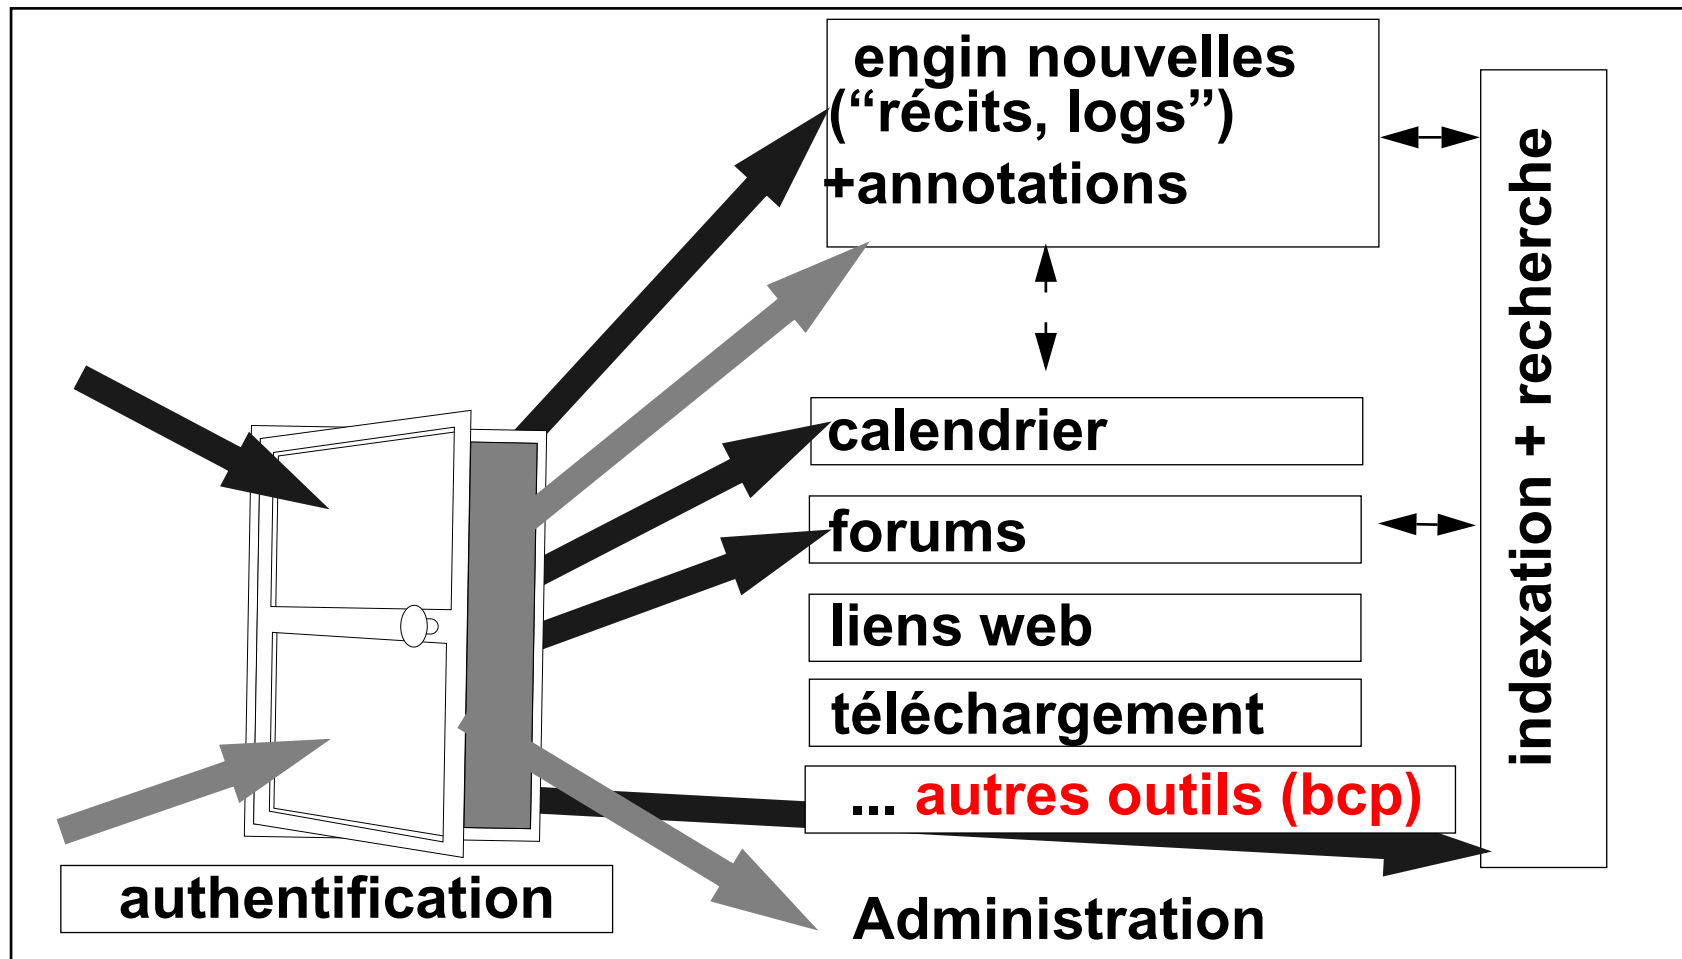 engin nouvelles
(“récits, logs”)
+annotations
calendrier
forums
liens web
téléchargement
... autres outils (bcp)
Administration
authentification
indexation + recherche